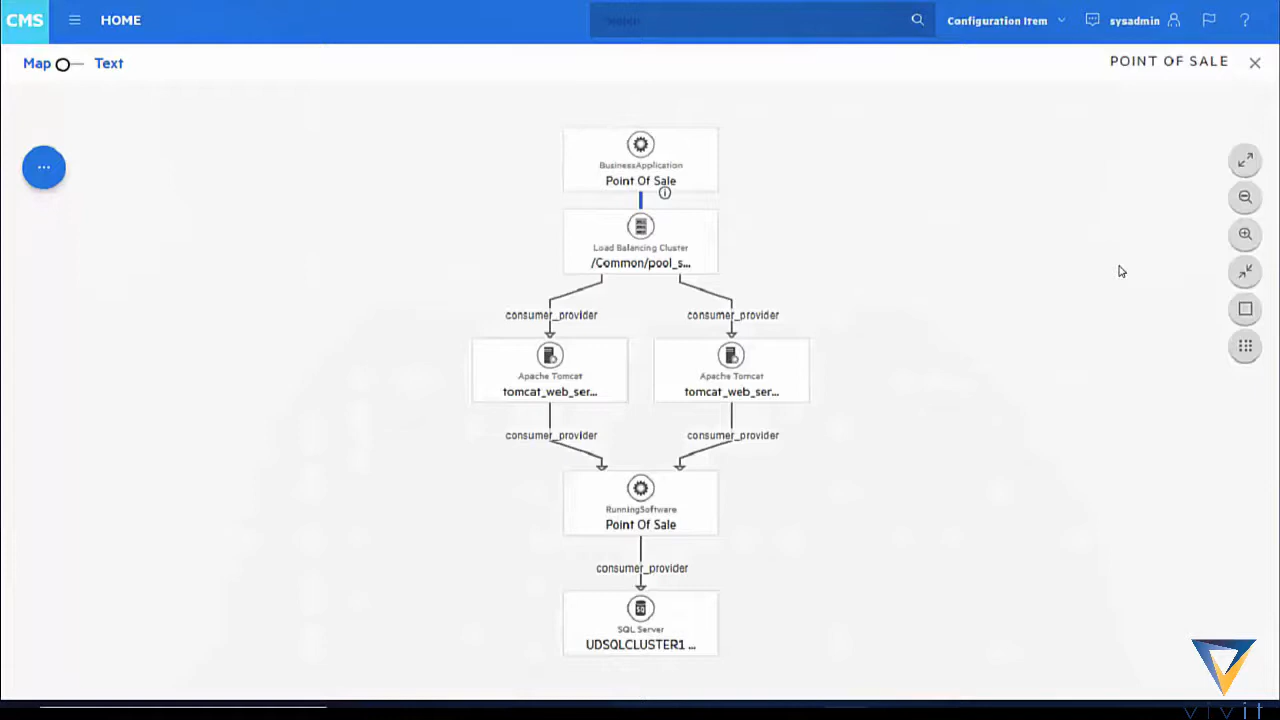 CMS HOME Configuration Item sysadmin ?
Map Text POINT OF SALE
BusinessApplication
Point Of Sale
Load Balancing Cluster
/Common/pool_s...
consumer_provider consumer_provider
Apache Tomcat Apache Tomcat
tomcat_web_ser... tomcat_web_ser...
consumer_provider consumer_provider
RunningSoftware
Point Of Sale
consumer_provider
SQL Server
UDSQLCLUSTER1 ...
vivit